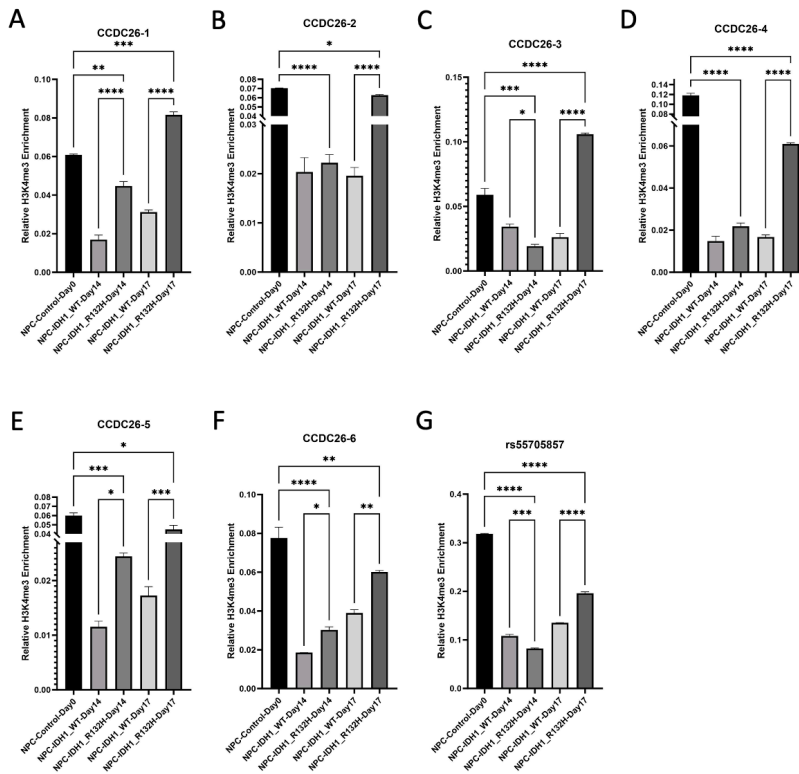 A
CCDC26-1
***
**
****
****
Relative H3K4me3 Enrichment
0.10
0.08
0.06
0.04
0.02
0.00
NPC-Control-Day0
NPC-IDH1_WT-Day14
NPC-IDH1_R132H-Day14
NPC-IDH1_WT-Day17
NPC-IDH1_R132H-Day17
B
CCDC26-2
*
****
****
Relative H3K4me3 Enrichment
0.08
0.07
0.06
0.05
0.04
0.03
0.02
0.01
0.00
NPC-Control-Day0
NPC-IDH1_WT-Day14
NPC-IDH1_R132H-Day14
NPC-IDH1_WT-Day17
NPC-IDH1_R132H-Day17
C
CCDC26-3
****
***
*
****
Relative H3K4me3 Enrichment
0.15
0.10
0.05
0.00
NPC-Control-Day0
NPC-IDH1_WT-Day14
NPC-IDH1_R132H-Day14
NPC-IDH1_WT-Day17
NPC-IDH1_R132H-Day17
D
CCDC26-4
****
****
****
Relative H3K4me3 Enrichment
0.14
0.12
0.10
0.08
0.06
0.04
0.02
0.00
NPC-Control-Day0
NPC-IDH1_WT-Day14
NPC-IDH1_R132H-Day14
NPC-IDH1_WT-Day17
NPC-IDH1_R132H-Day17
E
CCDC26-5
*
***
*
***
Relative H3K4me3 Enrichment
0.08
0.07
0.06
0.05
0.04
0.02
0.01
0.00
NPC-Control-Day0
NPC-IDH1_WT-Day14
NPC-IDH1_R132H-Day14
NPC-IDH1_WT-Day17
NPC-IDH1_R132H-Day17
F
CCDC26-6
**
****
*
**
Relative H3K4me3 Enrichment
0.10
0.08
0.06
0.04
0.02
0.00
NPC-Control-Day0
NPC-IDH1_WT-Day14
NPC-IDH1_R132H-Day14
NPC-IDH1_WT-Day17
NPC-IDH1_R132H-Day17
G
rs55705857
****
****
***
****
Relative H3K4me3 Enrichment
0.4
0.3
0.2
0.1
0.0
NPC-Control-Day0
NPC-IDH1_WT-Day14
NPC-IDH1_R132H-Day14
NPC-IDH1_WT-Day17
NPC-IDH1_R132H-Day17